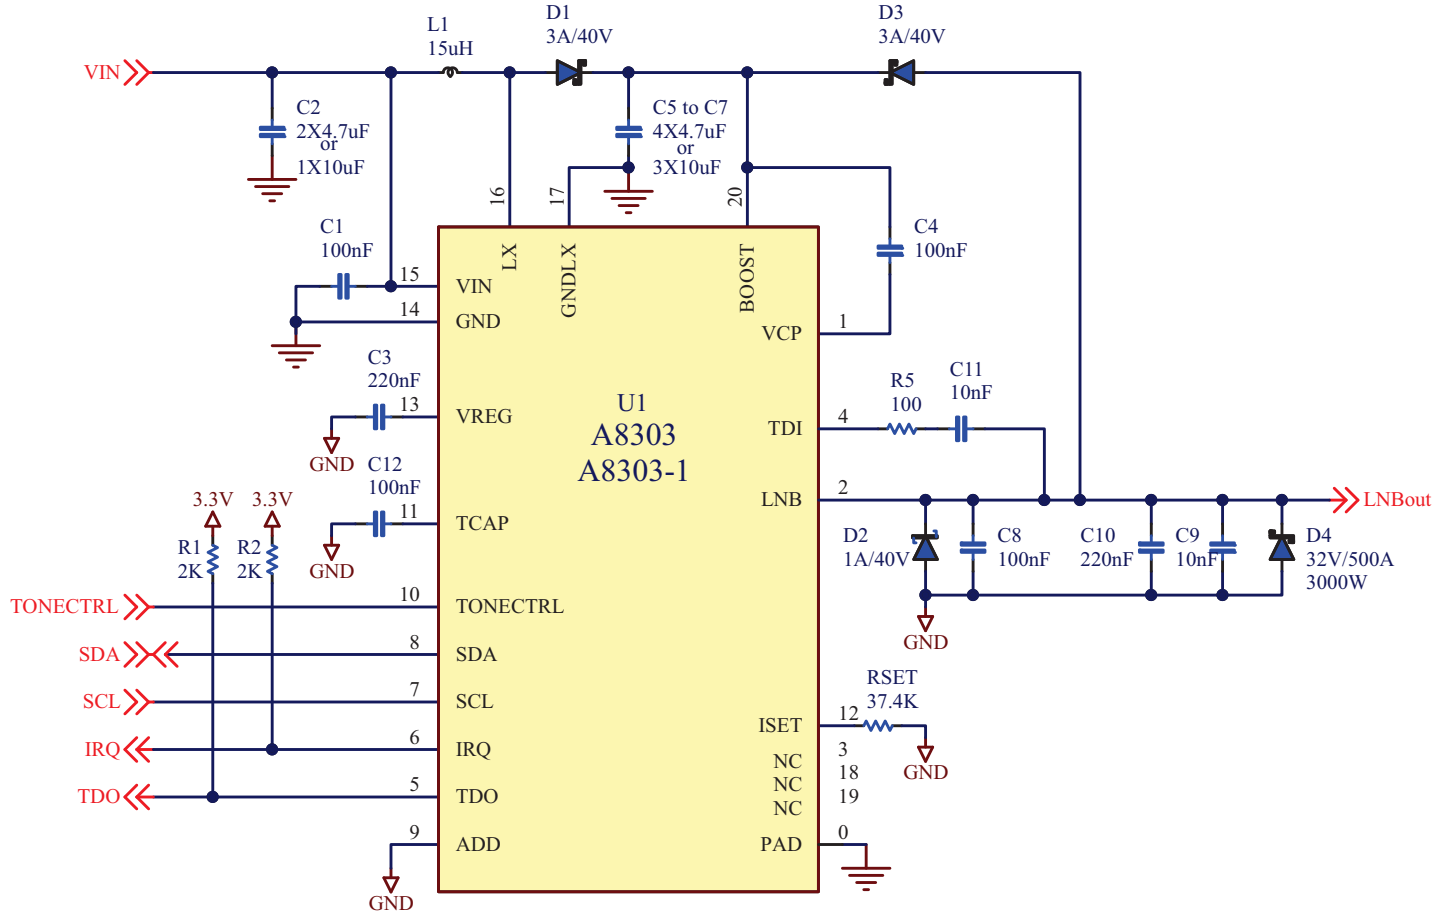 D1
3A/40V
D3
3A/40V
L1
15uH
VIN
C2
2X4.7uF
or
1X10uF
C5 to C7
4X4.7uF
or
3X10uF
16
17
20
C1
100nF
C4
100nF
LX
GNDLX
BOOST
15
VIN
14
GND
VCP
1
C3
220nF
13
VREG
GND
U1
A8303
A8303-1
R5
100
C11
10nF
TDI
4
C12
100nF
11
TCAP
GND
LNB
2
LNBout
3.3V
3.3V
R1
2K
R2
2K
D2
1A/40V
C8
100nF
C10
220nF
C9
10nF
D4
32V/500A
3000W
GND
TONECTRL
10
TONECTRL
SDA
8
SDA
SCL
7
SCL
IRQ
6
IRQ
TDO
5
TDO
9
ADD
GND
RSET
37.4K
ISET
12
GND
NC
3
NC
18
NC
19
PAD
0